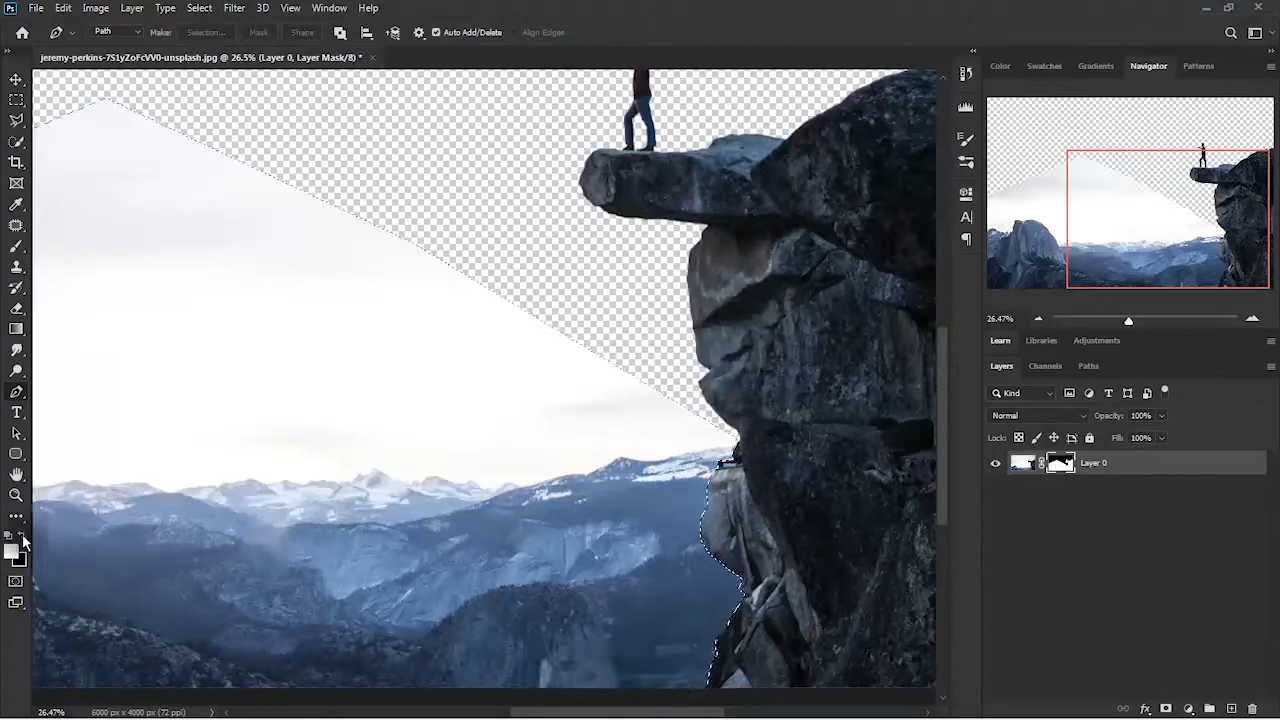 Ps File Edit Image Layer Type Select Filter 3D View Window Help
Path Make: Selection... Mask Shape Auto Add/Delete Align Edges
jeremy-perkins-7S1yZoFcVV0-unsplash.jpg @ 26.5% (Layer 0, Layer Mask/8) *
Color Swatches Gradients Navigator Patterns
26.47%
Learn Libraries Adjustments
Layers Channels Paths
Kind
Normal Opacity: 100%
Lock: Fill: 100%
Layer 0
26.47% 6000 px x 4000 px (72 ppi)